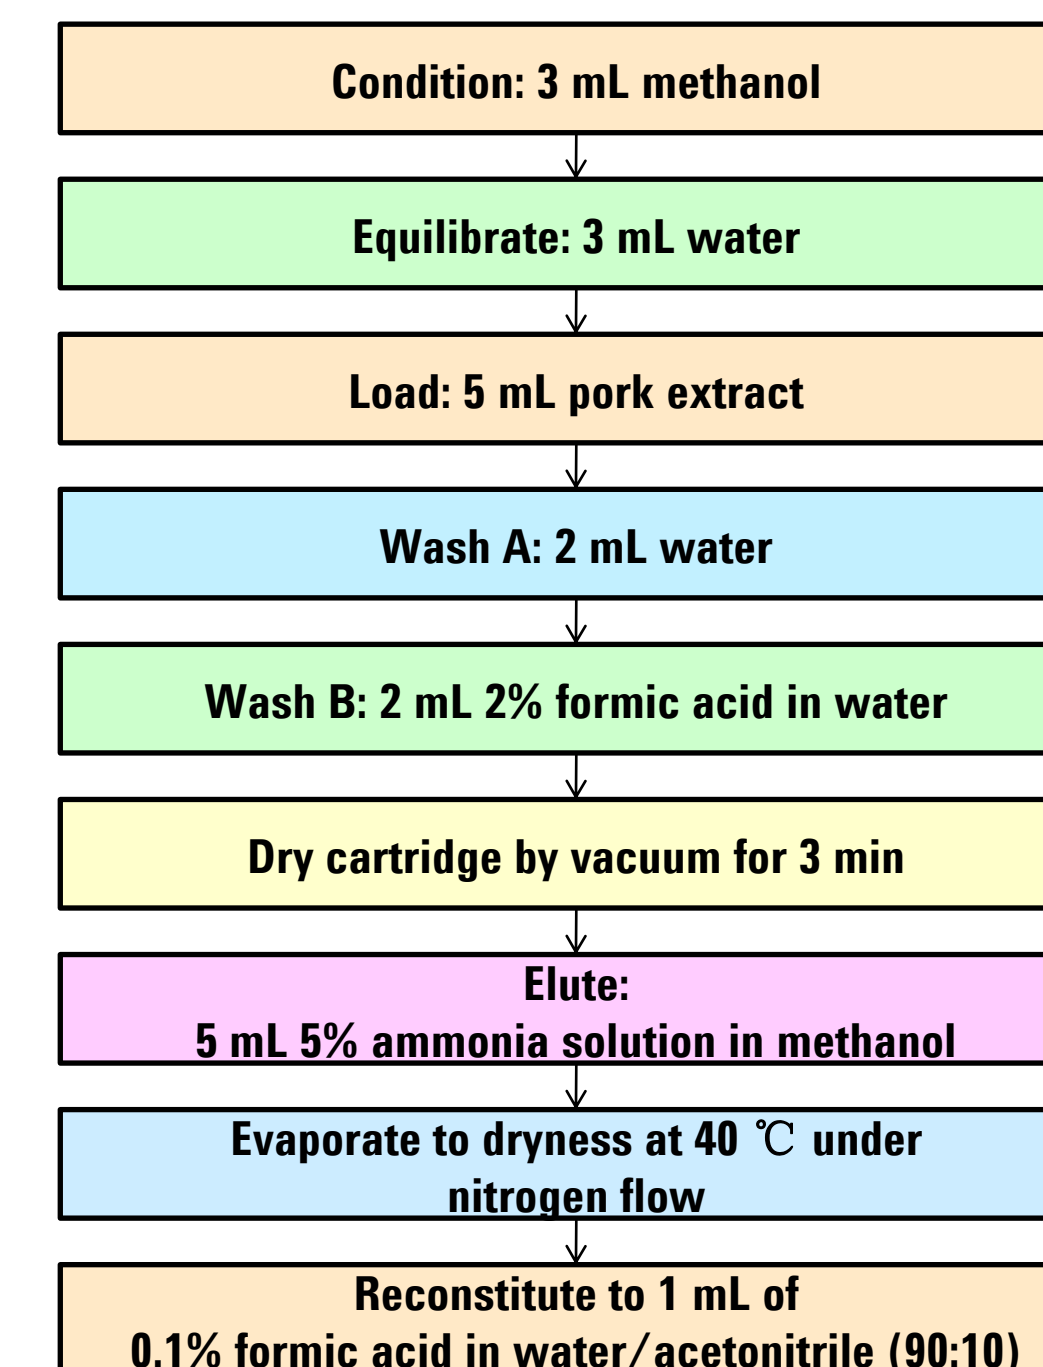 Condition: 3 mL methanol
Equilibrate: 3 mL water
Load: 5 mL pork extract
Wash A: 2 mL water
Wash B: 2 mL 2% formic acid in water
Dry cartridge by vacuum for 3 min
Elute:
5 mL 5% ammonia solution in methanol
Evaporate to dryness at 40 ℃ under
nitrogen flow
Reconstitute to 1 mL of
0.1% formic acid in water/acetonitrile (90:10)